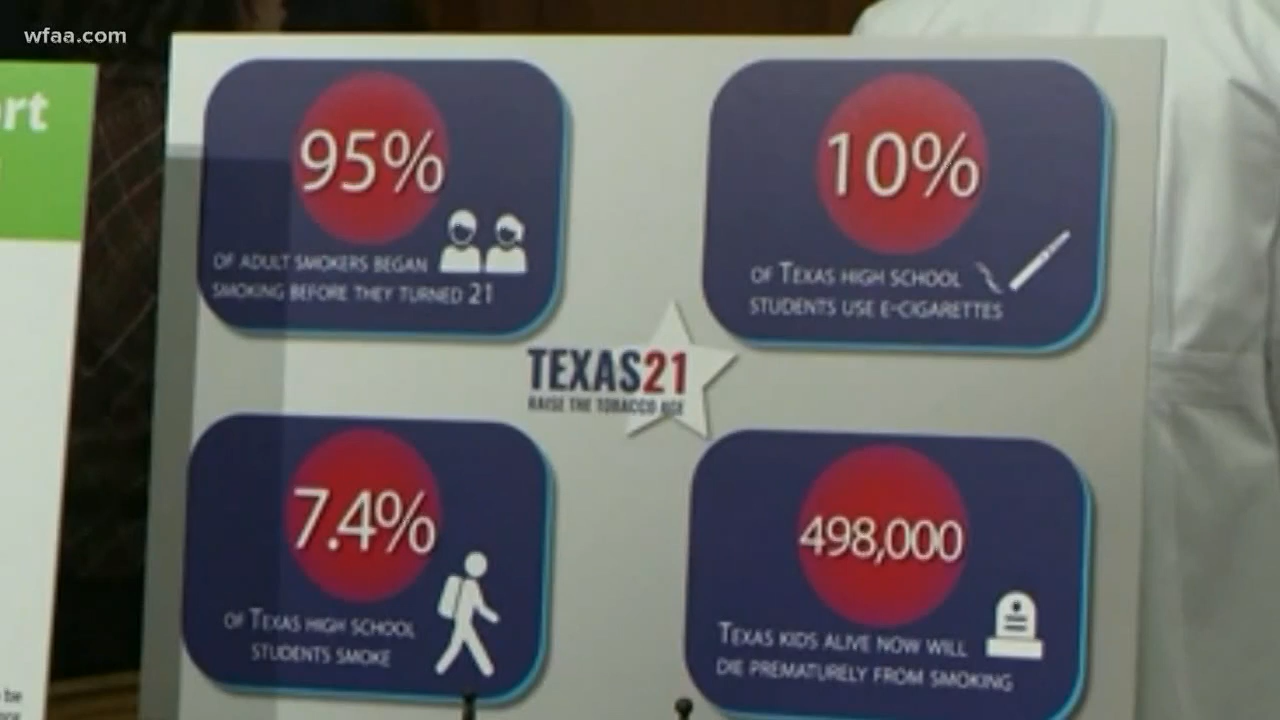 wfaa.com
rt
95%
OF ADULT SMOKERS BEGAN
SMOKING BEFORE THEY TURNED 21
10%
OF TEXAS HIGH SCHOOL
STUDENTS USE E-CIGARETTES
TEXAS21
RAISE THE TOBACCO AGE
7.4%
OF TEXAS HIGH SCHOOL
STUDENTS SMOKE
498,000
TEXAS KIDS ALIVE NOW WILL
DIE PREMATURELY FROM SMOKING
be